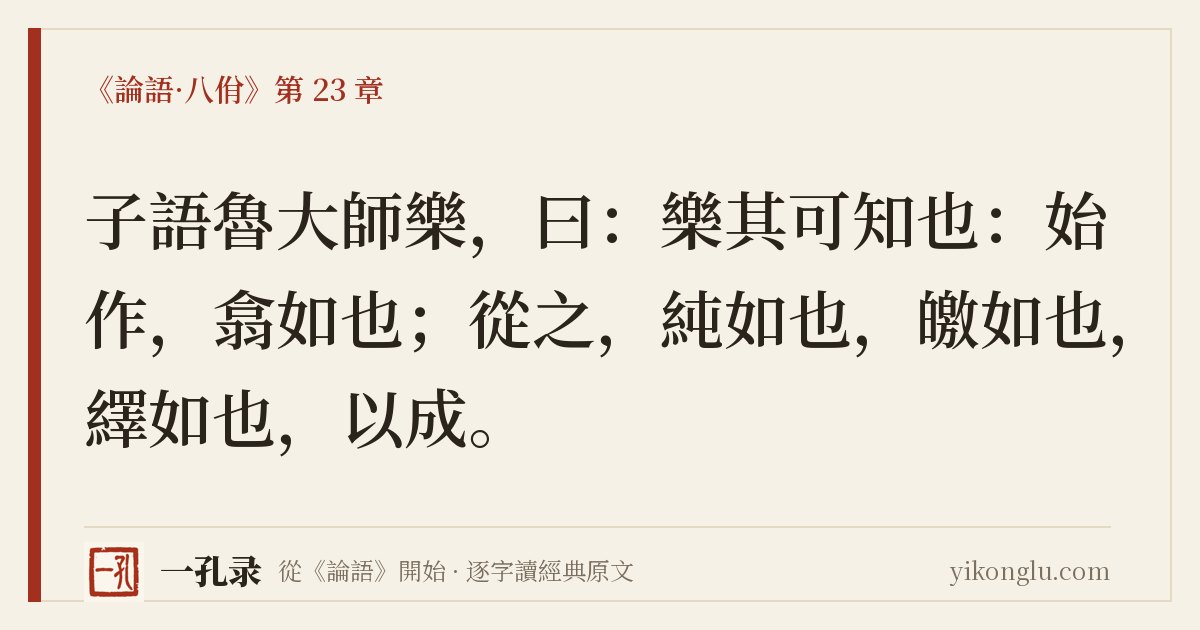 《論語·八佾》第 23 章
子語魯大師樂，曰：樂其可知也：始
作，翕如也；從之，純如也，皦如也，
繹如也，以成。
一孔
一孔录 從《論語》開始 · 逐字讀經典原文 yikonglu.com